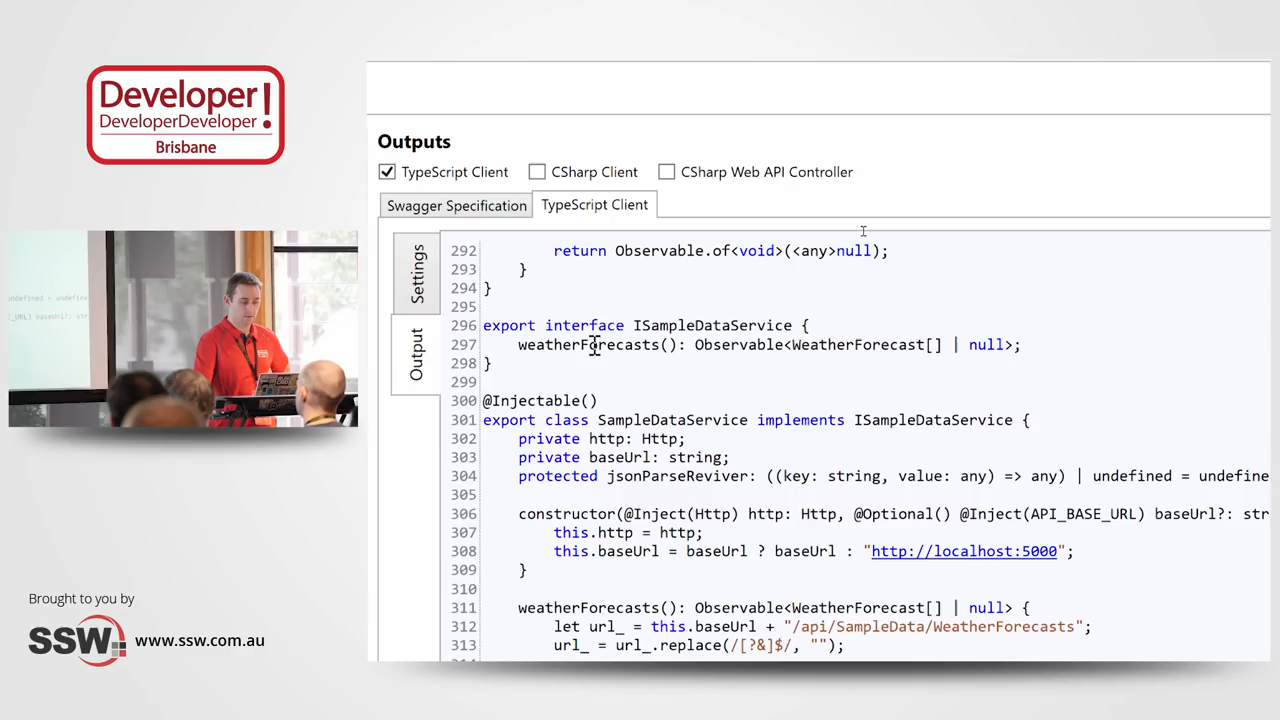 Developer!
DeveloperDeveloper
Brisbane
Brought to you by
SSW www.ssw.com.au
Outputs
TypeScript Client CSharp Client CSharp Web API Controller
Swagger Specification TypeScript Client
Settings
Output
292 return Observable.of<void>(<any>null);
293 }
294 }
295
296 export interface ISampleDataService {
297 weatherForecasts(): Observable<WeatherForecast[] | null>;
298 }
299
300 @Injectable()
301 export class SampleDataService implements ISampleDataService {
302 private http: Http;
303 private baseUrl: string;
304 protected jsonParseReviver: ((key: string, value: any) => any) | undefined = undefine
305
306 constructor(@Inject(Http) http: Http, @Optional() @Inject(API_BASE_URL) baseUrl?: str
307 this.http = http;
308 this.baseUrl = baseUrl ? baseUrl : "http://localhost:5000";
309 }
310
311 weatherForecasts(): Observable<WeatherForecast[] | null> {
312 let url_ = this.baseUrl + "/api/SampleData/WeatherForecasts";
313 url_ = url_.replace(/[?&]$/, "");